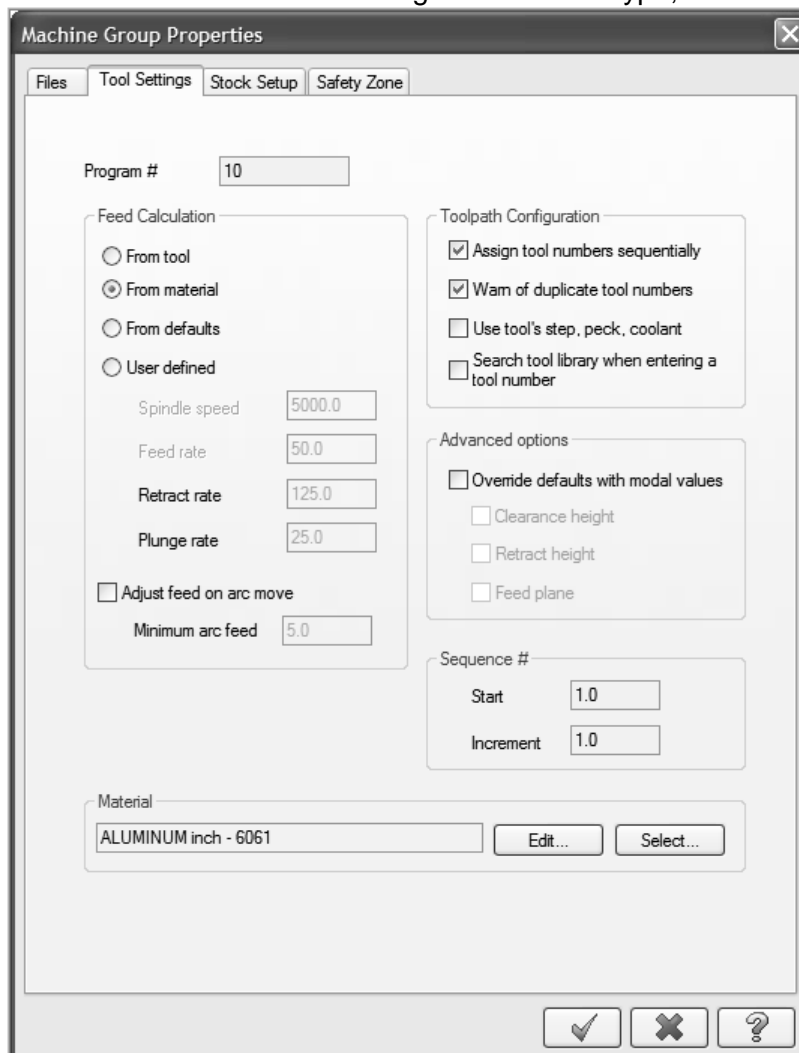 Machine Group Properties
Files Tool Settings Stock Setup Safety Zone
Program # 10
Feed Calculation
From tool
From material
From defaults
User defined
Spindle speed 5000.0
Feed rate 50.0
Retract rate 125.0
Plunge rate 25.0
Adjust feed on arc move
Minimum arc feed 5.0
Toolpath Configuration
Assign tool numbers sequentially
Warn of duplicate tool numbers
Use tool's step, peck, coolant
Search tool library when entering a
tool number
Advanced options
Override defaults with modal values
Clearance height
Retract height
Feed plane
Sequence #
Start 1.0
Increment 1.0
Material
ALUMINUM inch - 6061 Edit... Select...